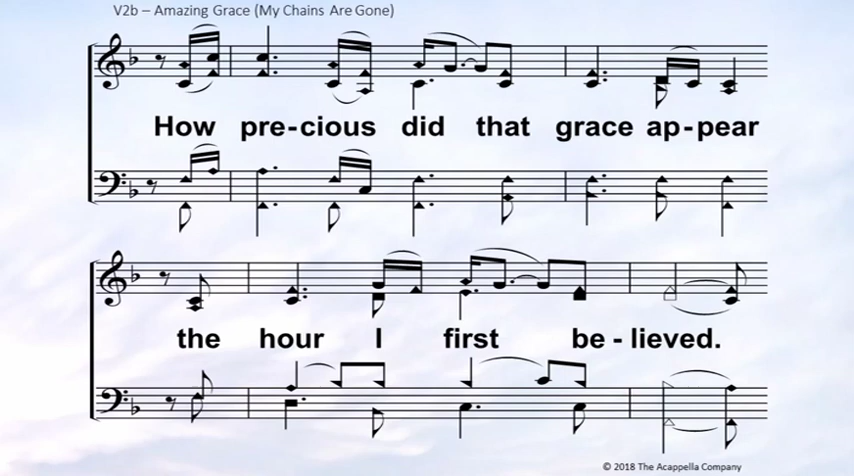 V2b – Amazing Grace (My Chains Are Gone)
How pre-cious did that grace ap-pear
the hour I first be - lieved.
© 2018 The Acappella Company